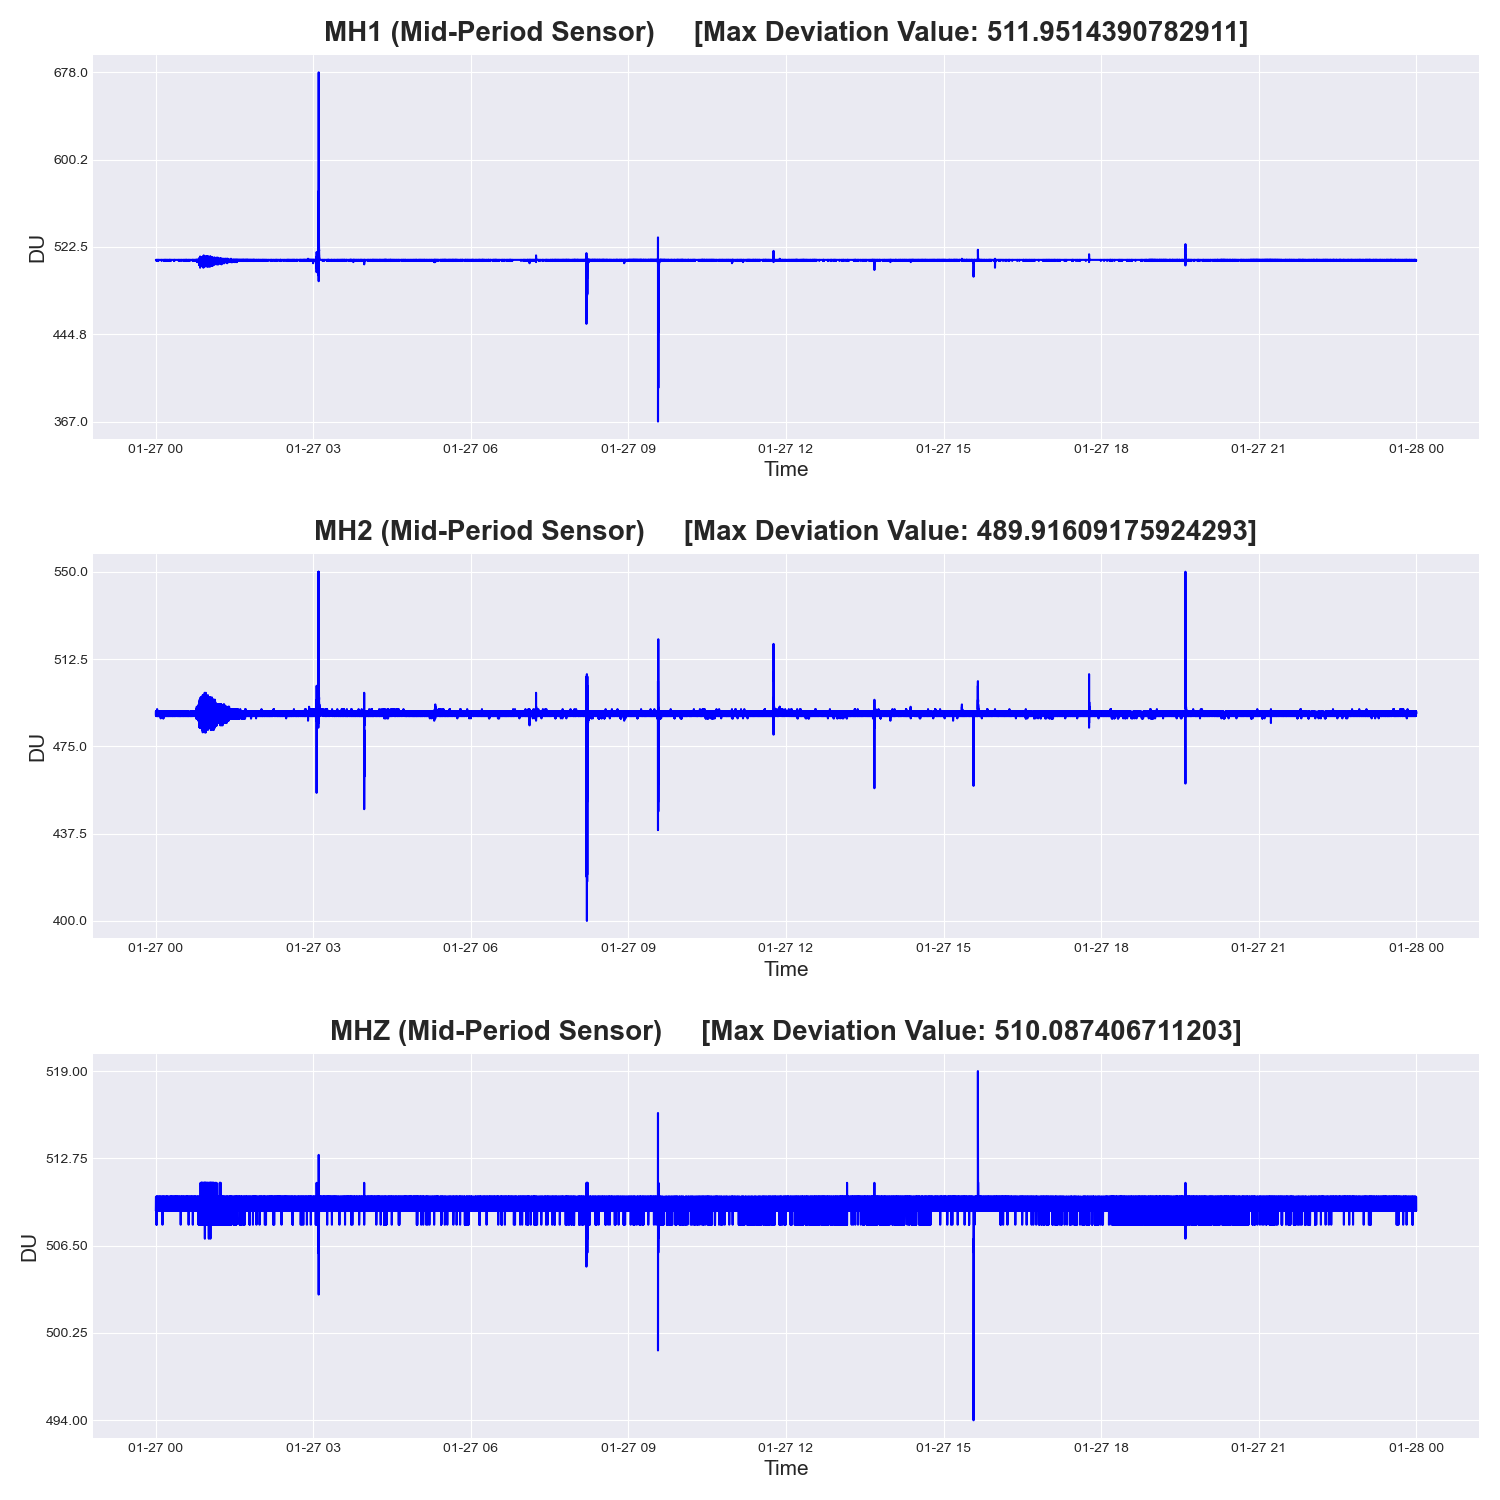 MH1 (Mid-Period Sensor) [Max Deviation Value: 511.9514390782911]
678.0
600.2
522.5
444.8
367.0
DU
01-27 00 01-27 03 01-27 06 01-27 09 01-27 12 01-27 15 01-27 18 01-27 21 01-28 00
Time
MH2 (Mid-Period Sensor) [Max Deviation Value: 489.91609175924293]
550.0
512.5
475.0
437.5
400.0
DU
01-27 00 01-27 03 01-27 06 01-27 09 01-27 12 01-27 15 01-27 18 01-27 21 01-28 00
Time
MHZ (Mid-Period Sensor) [Max Deviation Value: 510.087406711203]
519.00
512.75
506.50
500.25
494.00
DU
01-27 00 01-27 03 01-27 06 01-27 09 01-27 12 01-27 15 01-27 18 01-27 21 01-28 00
Time